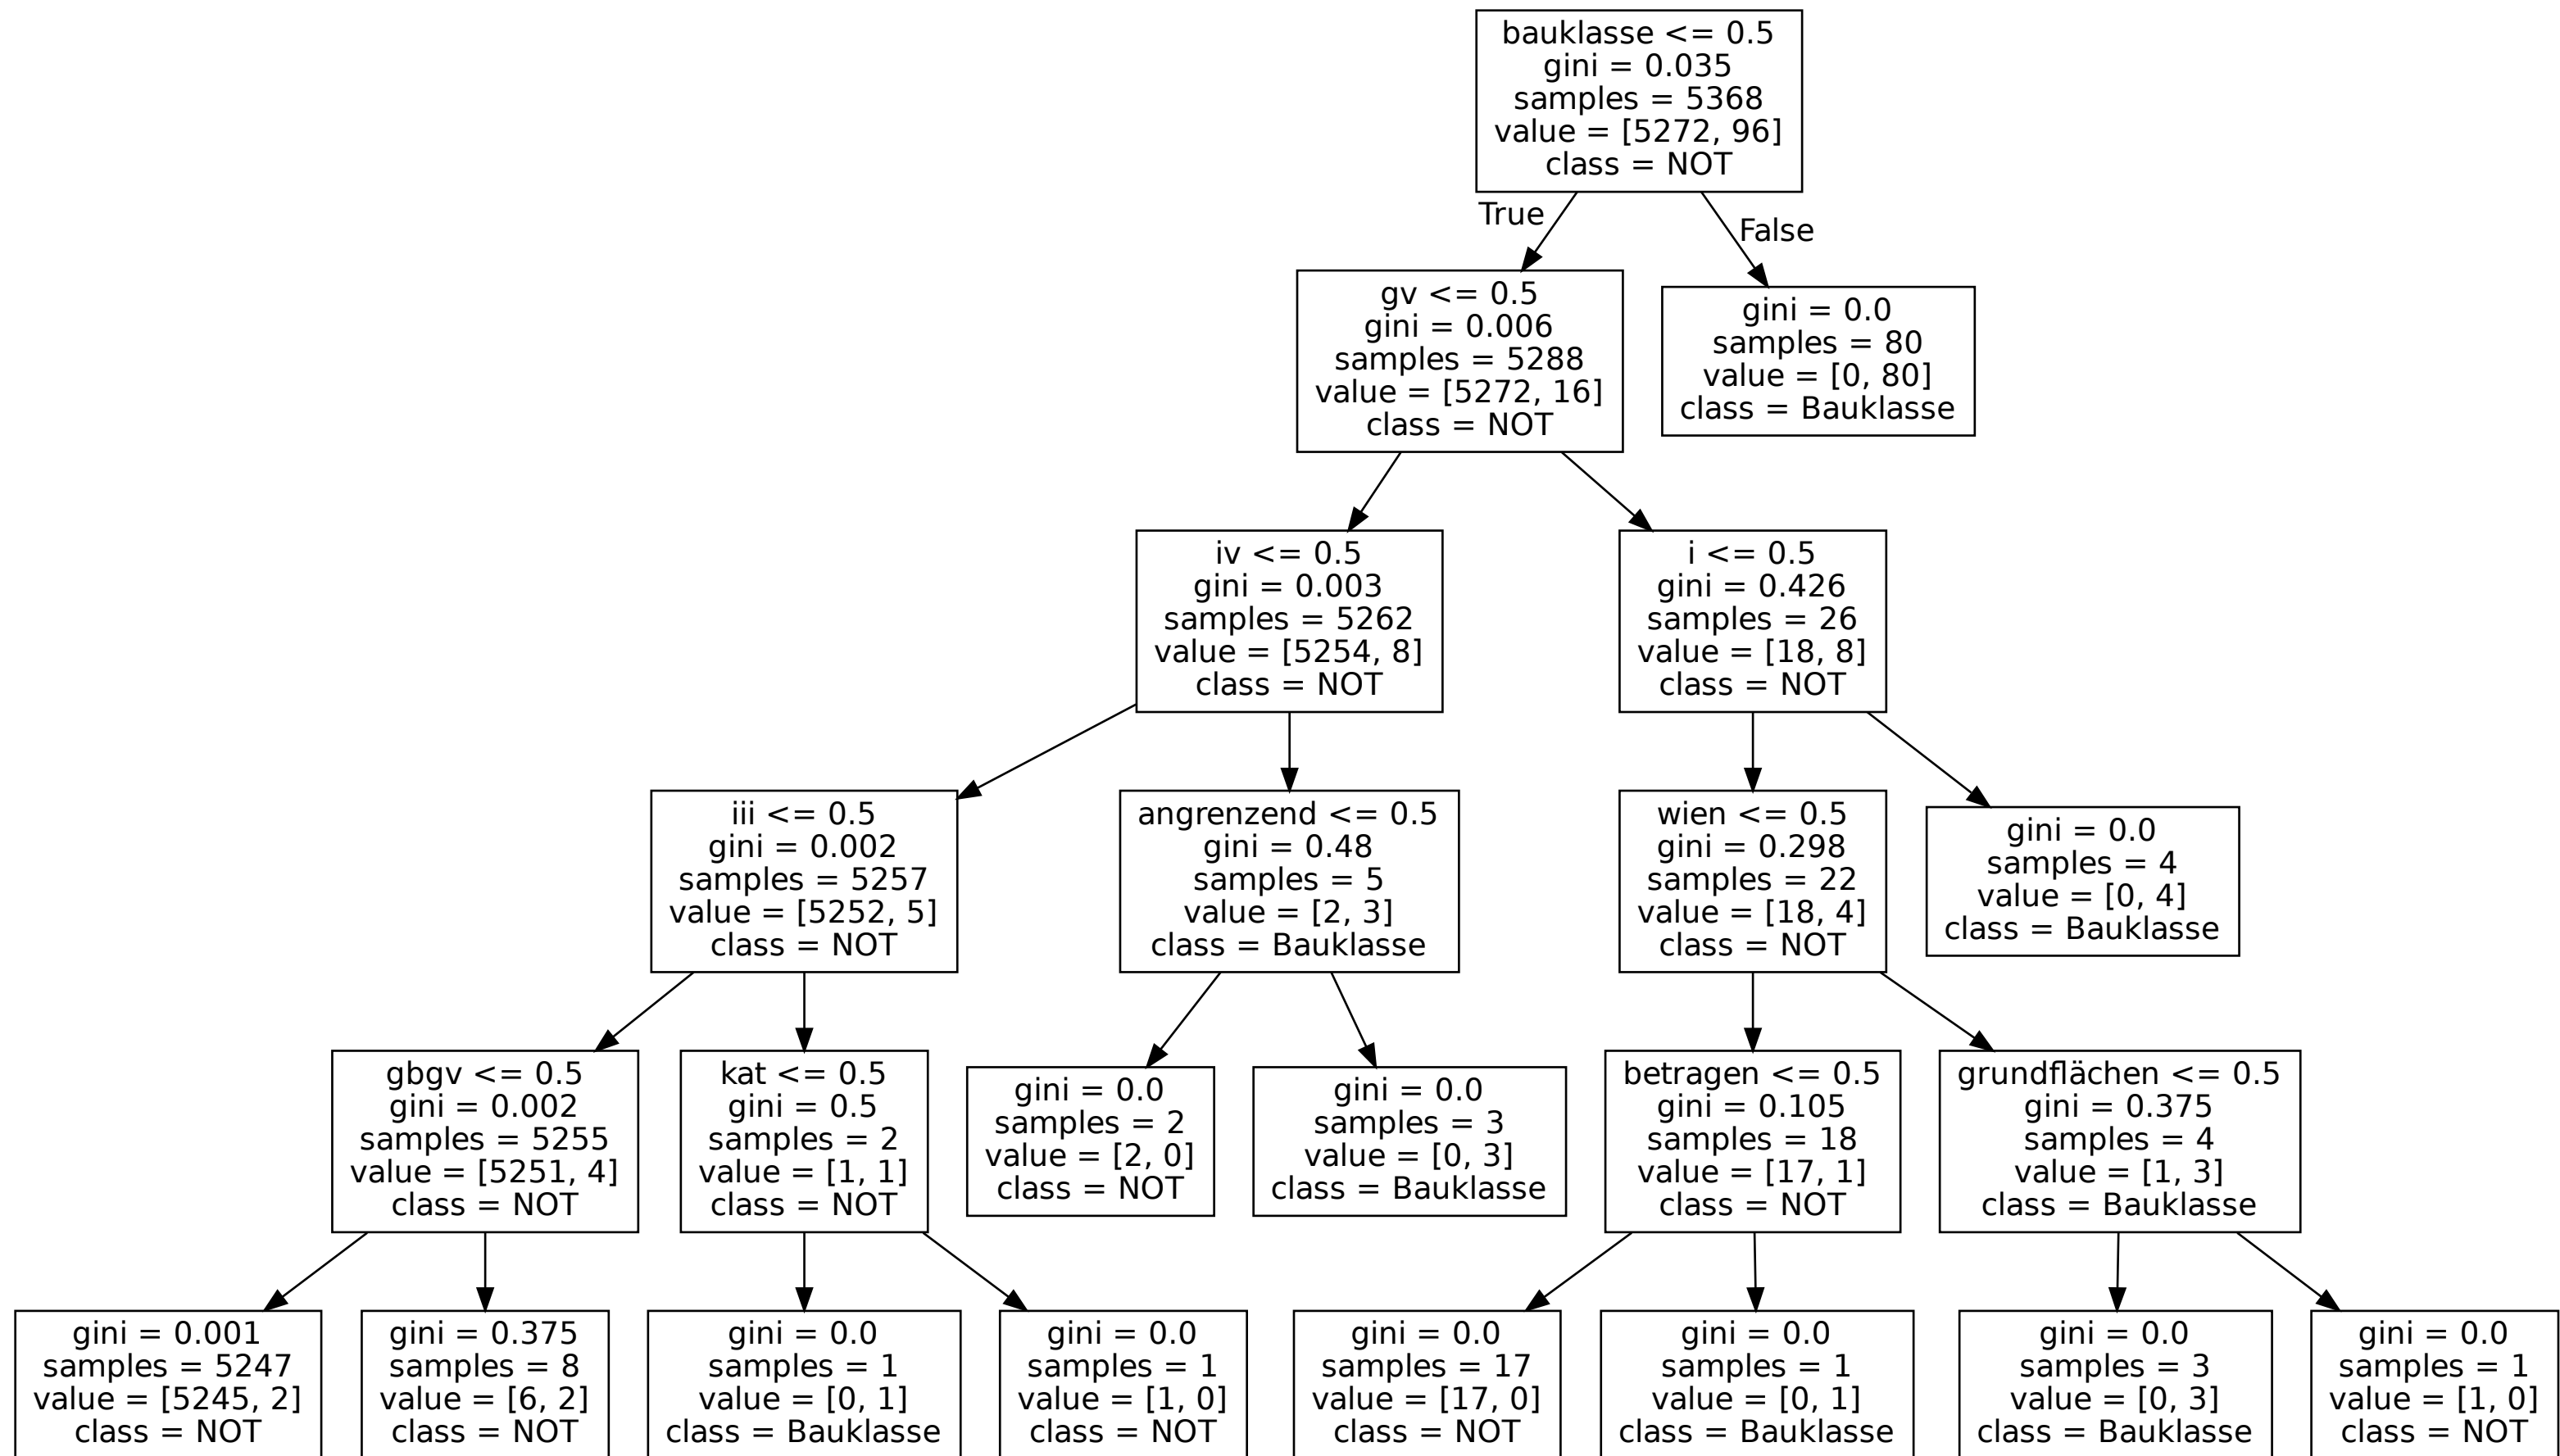 bauklasse <= 0.5
gini = 0.035
samples = 5368
value = [5272, 96]
class = NOT
True
False
gv <= 0.5
gini = 0.006
samples = 5288
value = [5272, 16]
class = NOT
gini = 0.0
samples = 80
value = [0, 80]
class = Bauklasse
iv <= 0.5
gini = 0.003
samples = 5262
value = [5254, 8]
class = NOT
i <= 0.5
gini = 0.426
samples = 26
value = [18, 8]
class = NOT
iii <= 0.5
gini = 0.002
samples = 5257
value = [5252, 5]
class = NOT
angrenzend <= 0.5
gini = 0.48
samples = 5
value = [2, 3]
class = Bauklasse
wien <= 0.5
gini = 0.298
samples = 22
value = [18, 4]
class = NOT
gini = 0.0
samples = 4
value = [0, 4]
class = Bauklasse
gbgv <= 0.5
gini = 0.002
samples = 5255
value = [5251, 4]
class = NOT
kat <= 0.5
gini = 0.5
samples = 2
value = [1, 1]
class = NOT
gini = 0.0
samples = 2
value = [2, 0]
class = NOT
gini = 0.0
samples = 3
value = [0, 3]
class = Bauklasse
betragen <= 0.5
gini = 0.105
samples = 18
value = [17, 1]
class = NOT
grundflächen <= 0.5
gini = 0.375
samples = 4
value = [1, 3]
class = Bauklasse
gini = 0.001
samples = 5247
value = [5245, 2]
class = NOT
gini = 0.375
samples = 8
value = [6, 2]
class = NOT
gini = 0.0
samples = 1
value = [0, 1]
class = Bauklasse
gini = 0.0
samples = 1
value = [1, 0]
class = NOT
gini = 0.0
samples = 17
value = [17, 0]
class = NOT
gini = 0.0
samples = 1
value = [0, 1]
class = Bauklasse
gini = 0.0
samples = 3
value = [0, 3]
class = Bauklasse
gini = 0.0
samples = 1
value = [1, 0]
class = NOT